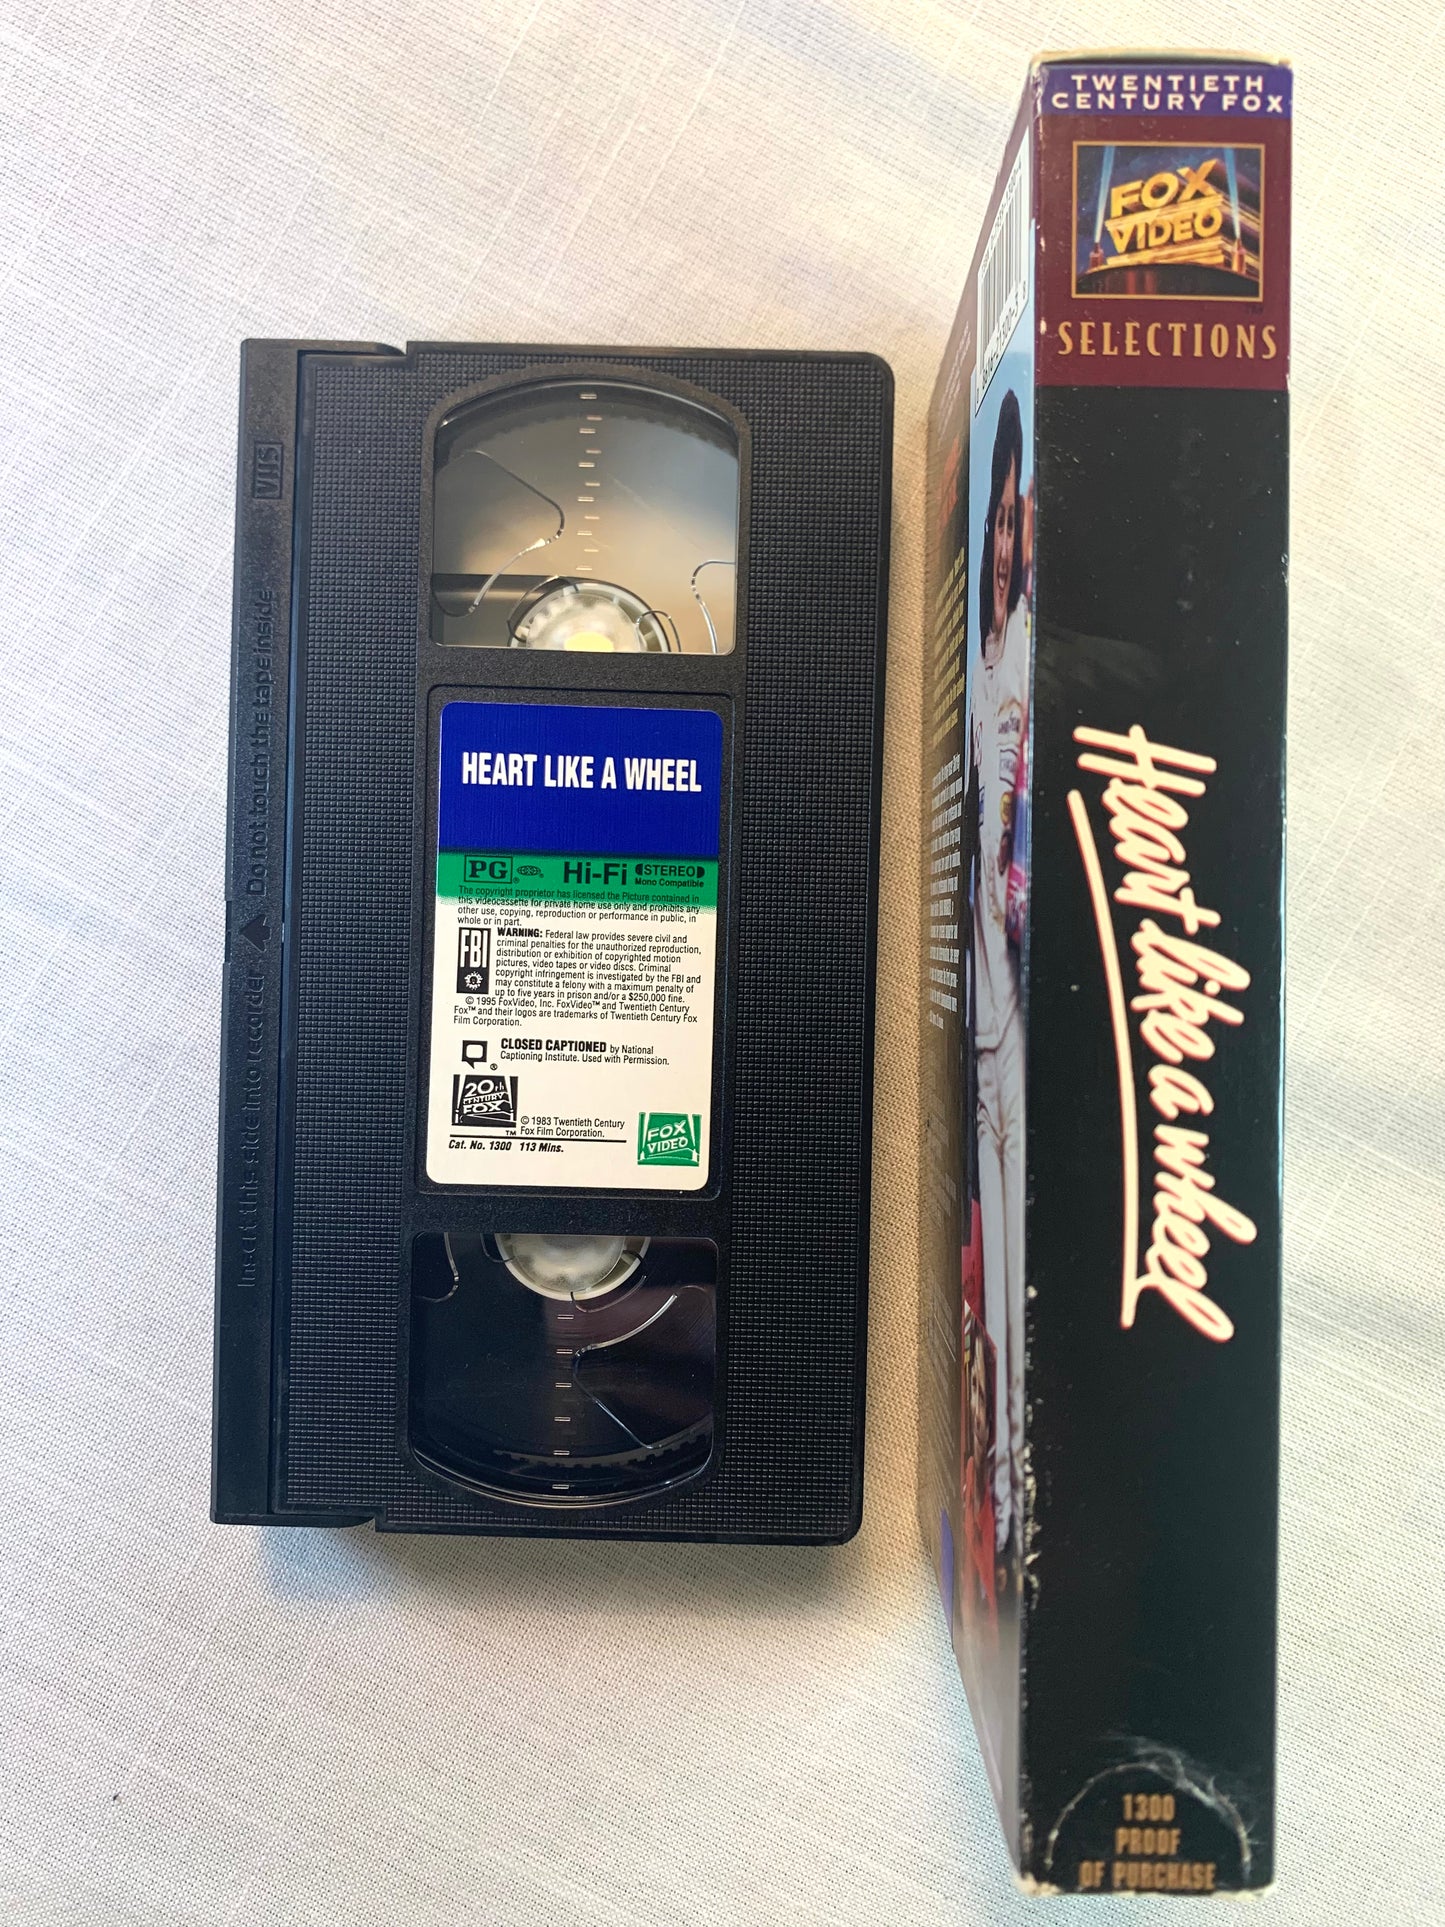 VHS
Do not touch the tape inside
Insert this side into recorder
HEART LIKE A WHEEL
PG Hi-Fi STEREO
Mono Compatible
The copyright proprietor has licensed the Picture contained in
this videocassette for private home use only and prohibits any
other use, copying, reproduction or performance in public, in
whole or in part.
FBI
WARNING: Federal law provides severe civil and
criminal penalties for the unauthorized reproduction,
distribution or exhibition of copyrighted motion
pictures, video tapes or video discs. Criminal
copyright infringement is investigated by the FBI and
may constitute a felony with a maximum penalty of
up to five years in prison and/or a $250,000 fine.
© 1995 FoxVideo, Inc. FoxVideo™ and Twentieth Century
Fox™ and their logos are trademarks of Twentieth Century Fox
Film Corporation.
CLOSED CAPTIONED by National
Captioning Institute. Used with Permission.
®
20th
CENTURY
FOX
TM
© 1983 Twentieth Century
Fox Film Corporation.
Cat. No. 1300 113 Mins.
FOX
VIDEO
TWENTIETH
CENTURY FOX
FOX
VIDEO
SELECTIONS
Heart like a wheel
1300
PROOF
OF PURCHASE